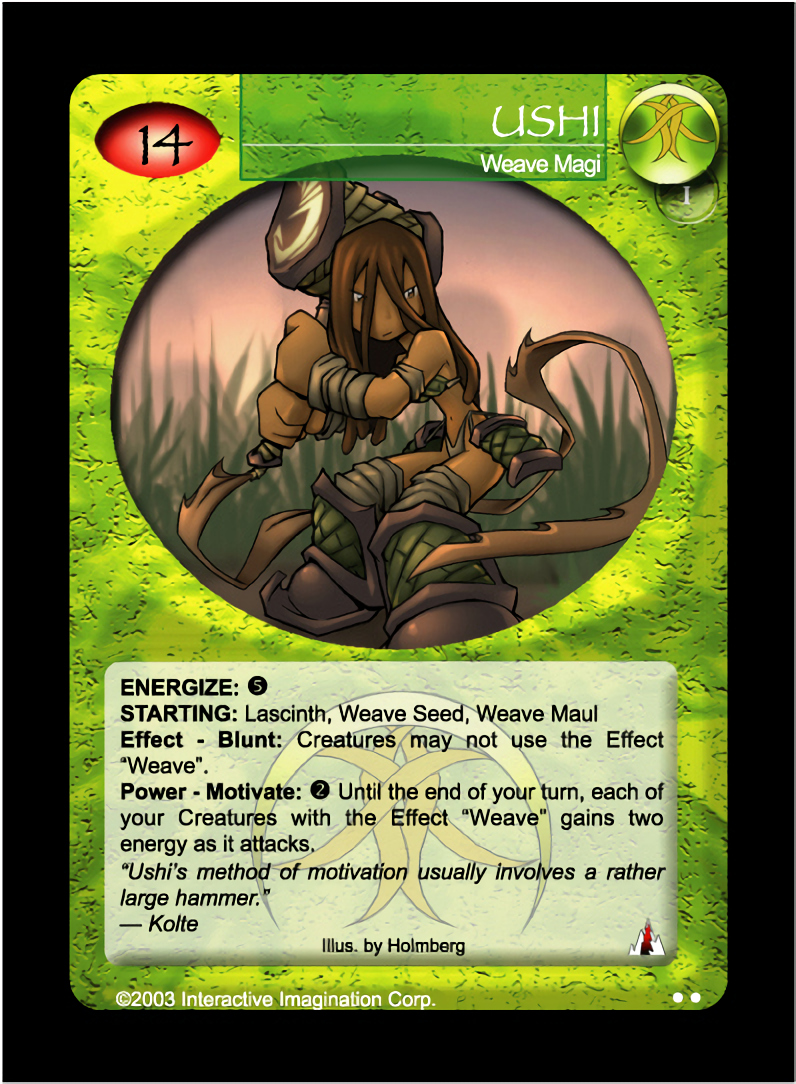 14
USHI
Weave Magi
I
ENERGIZE: ❺
STARTING: Lascinth, Weave Seed, Weave Maul
Effect - Blunt: Creatures may not use the Effect
“Weave”.
Power - Motivate: ❷ Until the end of your turn, each of
your Creatures with the Effect “Weave” gains two
energy as it attacks.
“Ushi’s method of motivation usually involves a rather
large hammer.”
— Kolte
Illus. by Holmberg
©2003 Interactive Imagination Corp.